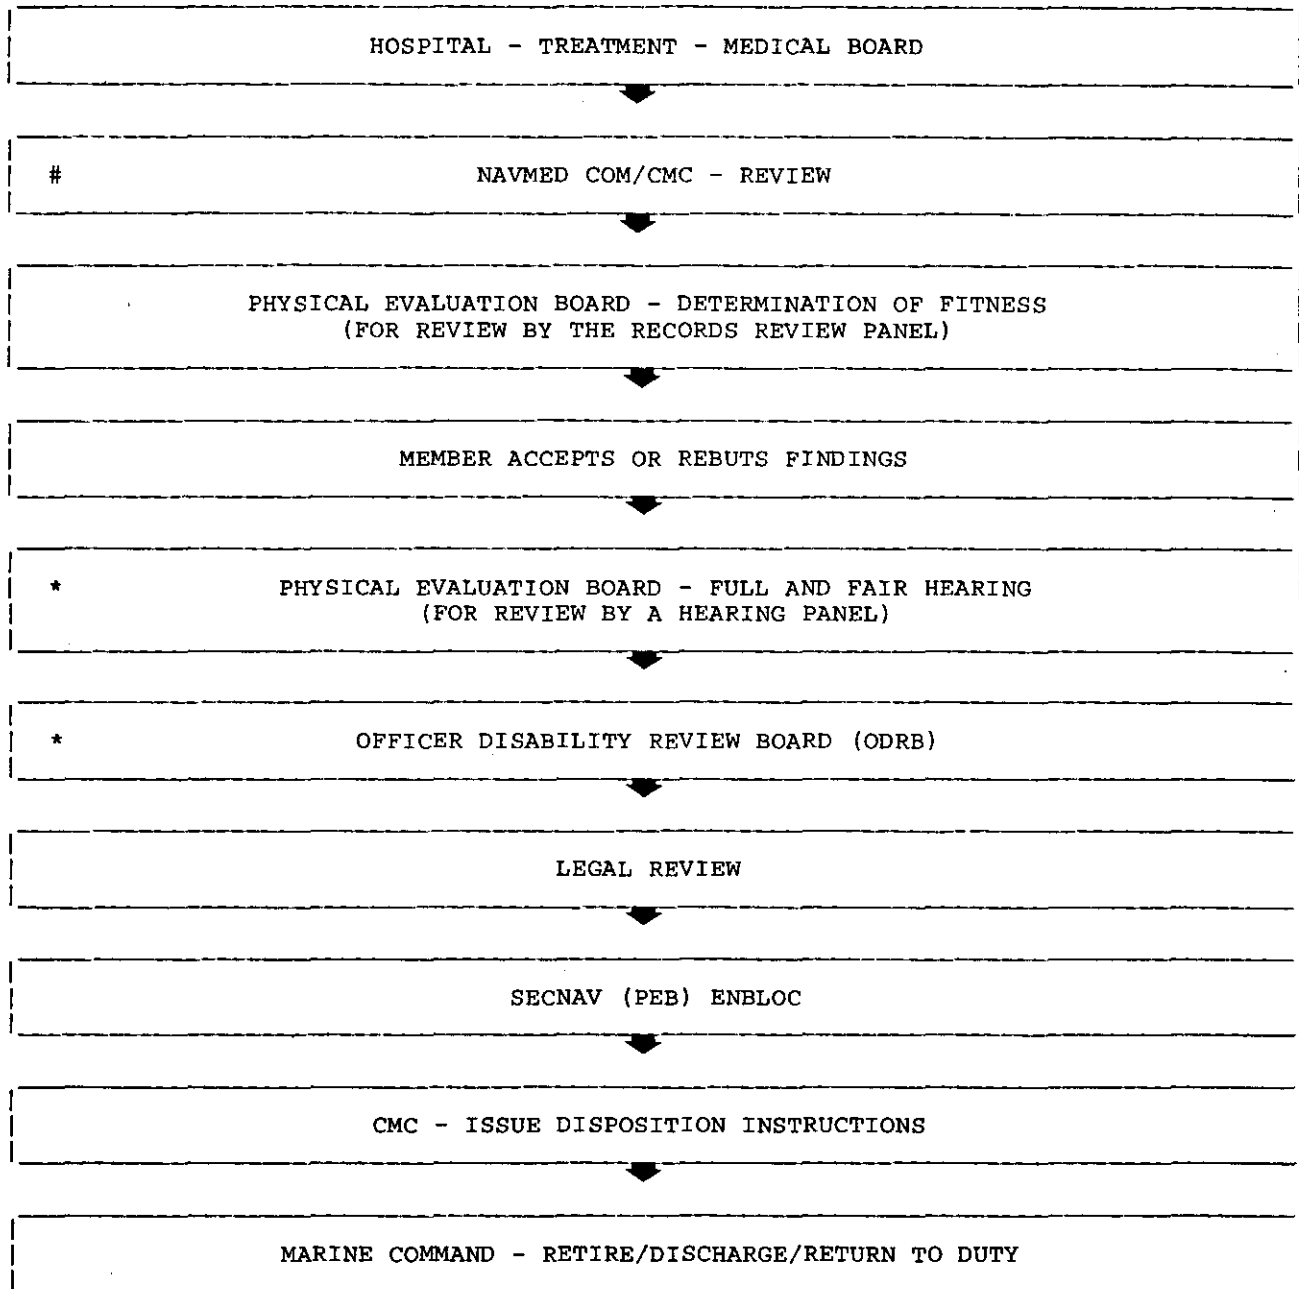 HOSPITAL - TREATMENT - MEDICAL BOARD
# NAVMED COM/CMC - REVIEW
PHYSICAL EVALUATION BOARD - DETERMINATION OF FITNESS
(FOR REVIEW BY THE RECORDS REVIEW PANEL)
MEMBER ACCEPTS OR REBUTS FINDINGS
* PHYSICAL EVALUATION BOARD - FULL AND FAIR HEARING
(FOR REVIEW BY A HEARING PANEL)
* OFFICER DISABILITY REVIEW BOARD (ODRB)
LEGAL REVIEW
SECNAV (PEB) ENBLOC
CMC - ISSUE DISPOSITION INSTRUCTIONS
MARINE COMMAND - RETIRE/DISCHARGE/RETURN TO DUTY